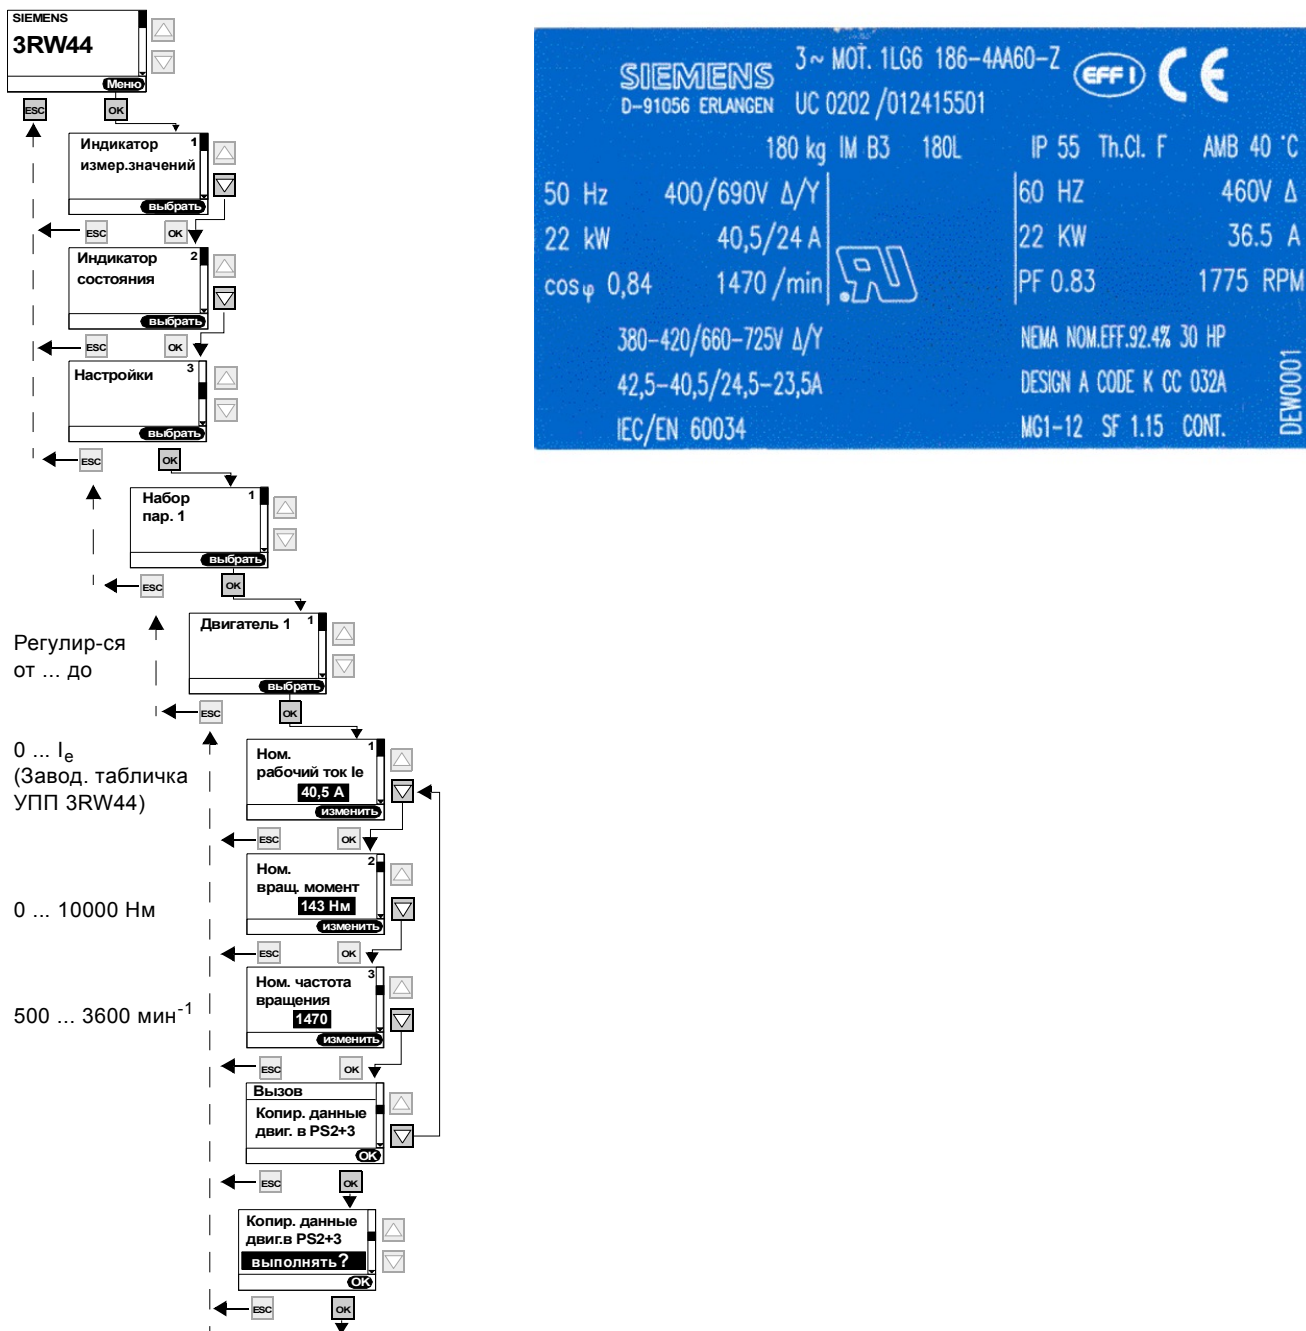 SIEMENS
3RW44
Меню
ESC
OK
Индикатор 1
измер.значений
выбрать
ESC OK
Индикатор 2
состояния
выбрать
ESC OK
Настройки 3
выбрать
ESC OK
Набор 1
пар. 1
выбрать
ESC OK
Двигатель 1 1
выбрать
ESC OK
Регулир-ся
от ... до
Ном. 1
рабочий ток Ie
40,5 А
изменить
ESC OK
0 ... Ie
(Завод. табличка
УПП 3RW44)
Ном. 2
вращ. момент
143 Нм
изменить
ESC OK
0 ... 10000 Нм
Ном. частота 3
вращения
1470
изменить
ESC OK
500 ... 3600 мин-1
Вызов
Копир. данные
двиг. в PS2+3
OK
ESC OK
Копир. данные
двиг.в PS2+3
выполнять?
OK
ESC OK
SIEMENS
D-91056 ERLANGEN
3~ MOT. 1LG6 186-4AA60-Z
UC 0202 /012415501
EFF 1 CE
180 kg IM B3 180L IP 55 Th.Cl. F AMB 40 °C
50 Hz 400/690V Δ/Y
22 kW 40,5/24 A
cosφ 0,84 1470 /min
60 HZ 460V Δ
22 KW 36.5 A
PF 0.83 1775 RPM
380-420/660-725V Δ/Y
42,5-40,5/24,5-23,5A
IEC/EN 60034
NEMA NOM.EFF.92.4% 30 HP
DESIGN A CODE K CC 032A
MG1-12 SF 1.15 CONT.
DEW0001